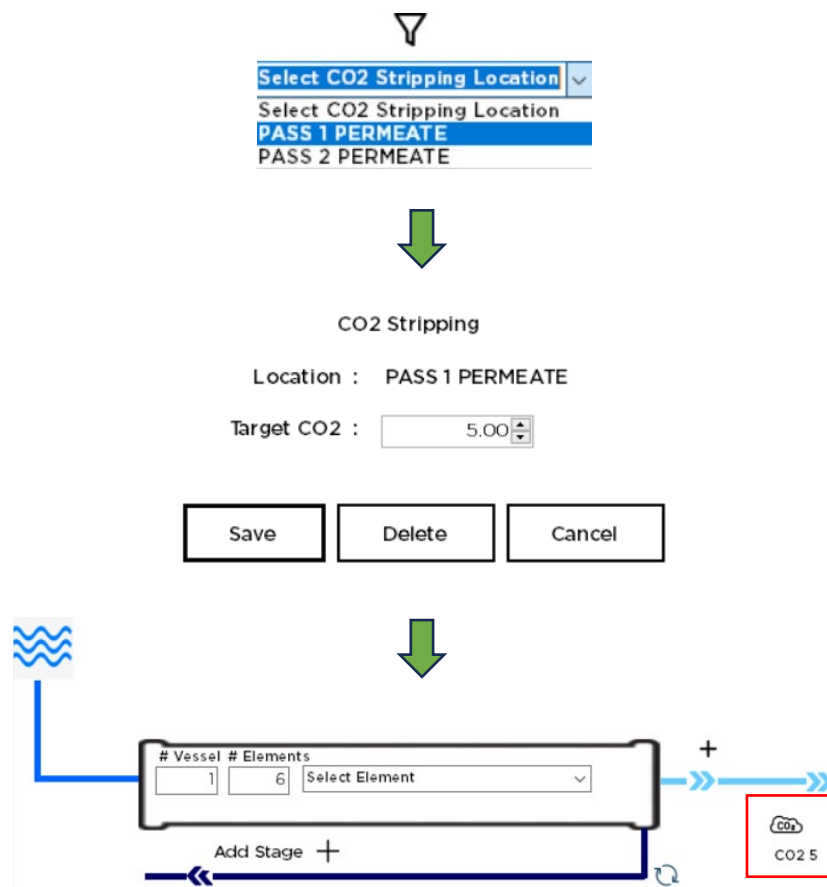 Select CO2 Stripping Location
Select CO2 Stripping Location
PASS 1 PERMEATE
PASS 2 PERMEATE
CO2 Stripping
Location : PASS 1 PERMEATE
Target CO2 : 5.00
Save Delete Cancel
# Vessel # Elements
1 6 Select Element
+
CO₂
CO2 5
Add Stage +